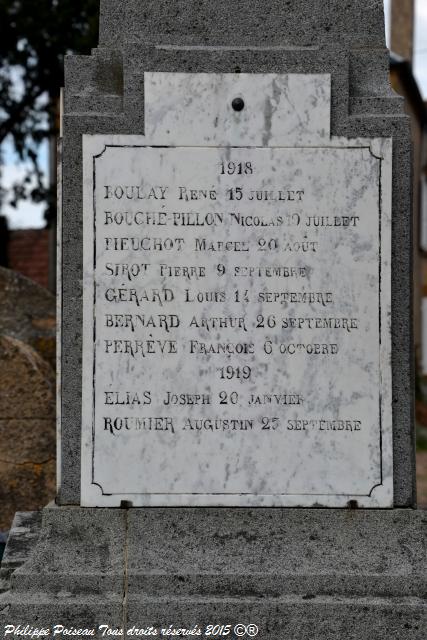 1918
BOULAY RENÉ 15 JUILLET
BOUCHÉ-PILLON NICOLAS 19 JUILLET
PIEUCHOT MARCEL 20 AOÛT
SIROT PIERRE 9 SEPTEMBRE
GÉRARD LOUIS 14 SEPTEMBRE
BERNARD ARTHUR 26 SEPTEMBRE
PERRÈVE FRANÇOIS 6 OCTOBRE
1919
ÉLIAS JOSEPH 20 JANVIER
ROUMIER AUGUSTIN 25 SEPTEMBRE
Philippe Poiseau Tous droits réservés 2015 ©®